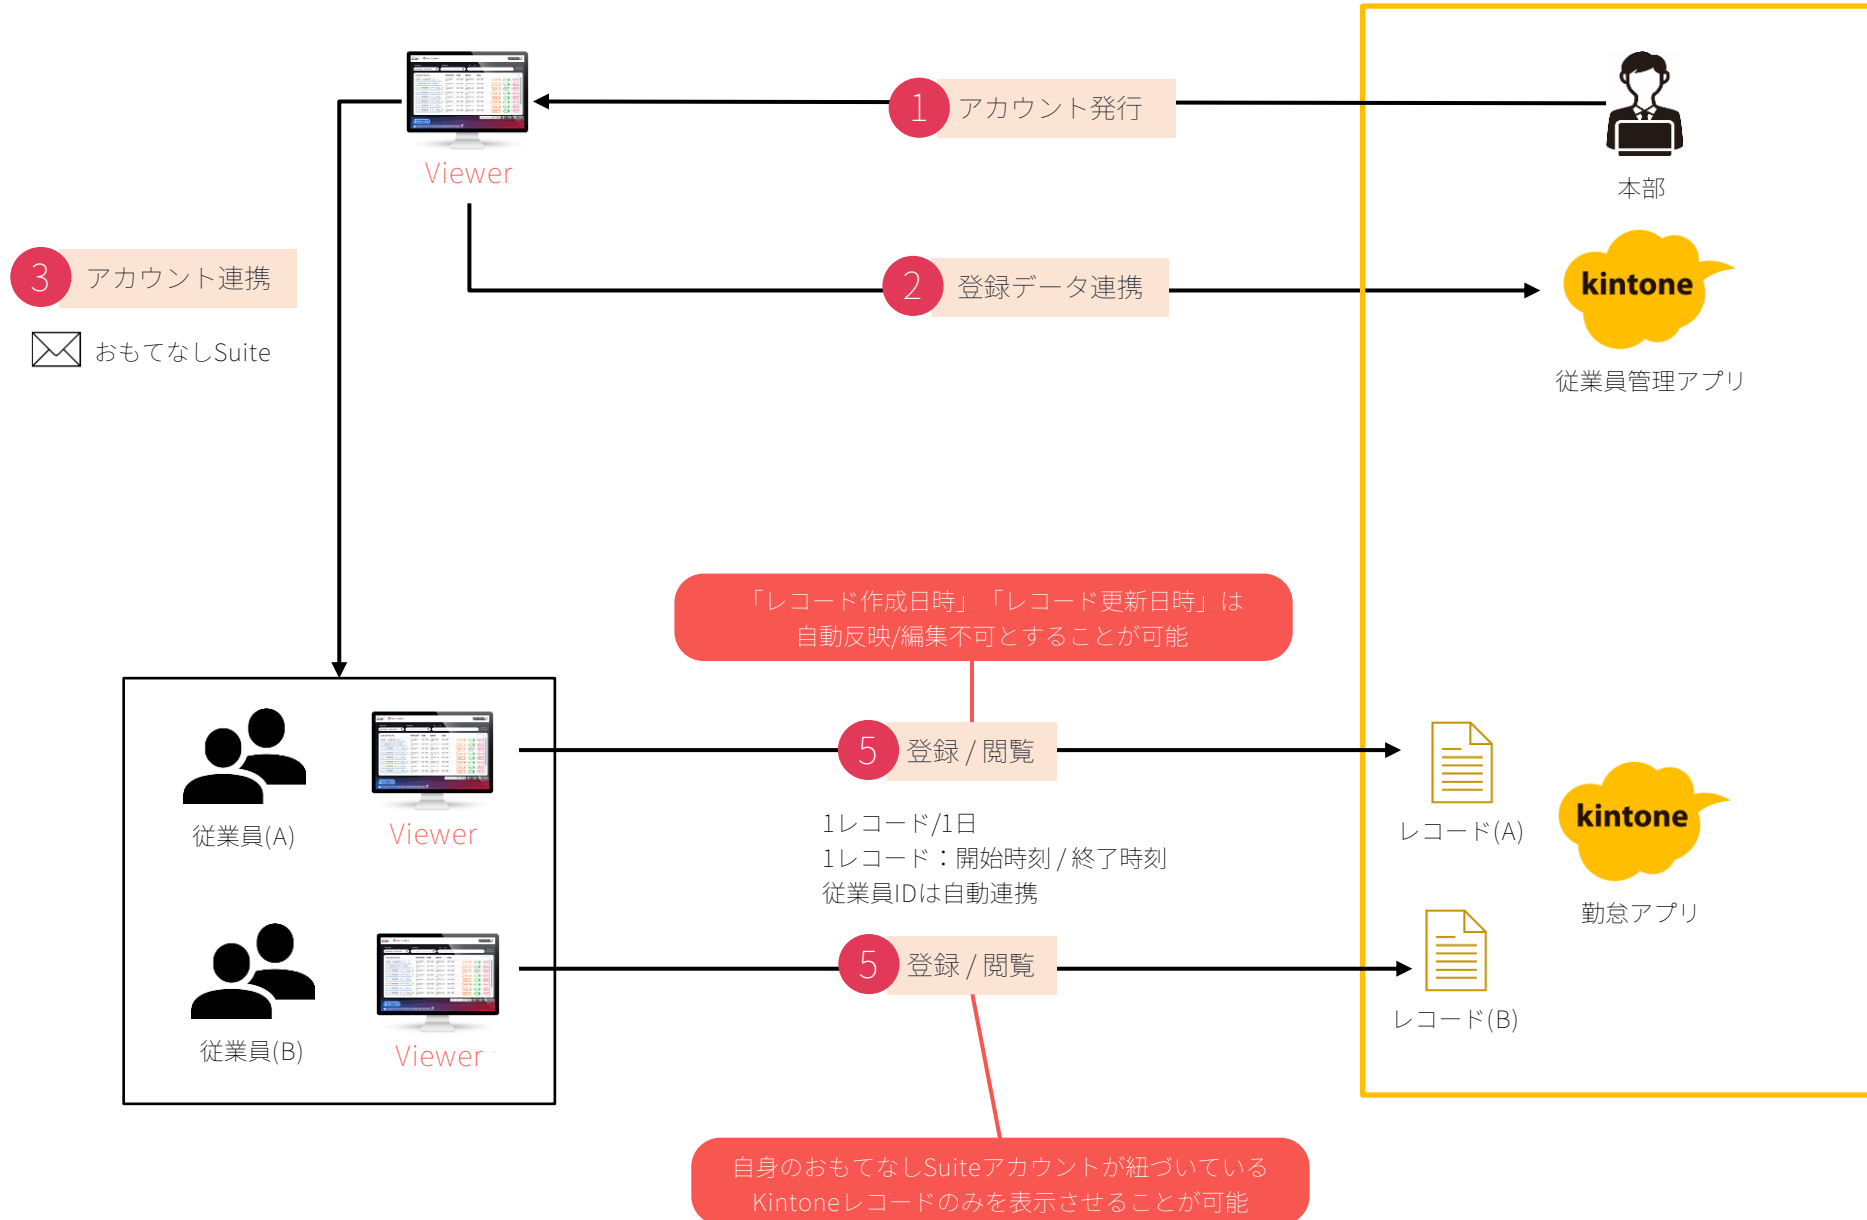 1 アカウント発行
Viewer
本部
3 アカウント連携
おもてなしSuite
2 登録データ連携
kintone
従業員管理アプリ
「レコード作成日時」「レコード更新日時」は
自動反映/編集不可とすることが可能
5 登録 / 閲覧
従業員(A)
Viewer
1レコード/1日
1レコード：開始時刻 / 終了時刻
従業員IDは自動連携
レコード(A)
kintone
勤怠アプリ
5 登録 / 閲覧
従業員(B)
Viewer
レコード(B)
自身のおもてなしSuiteアカウントが紐づいている
Kintoneレコードのみを表示させることが可能